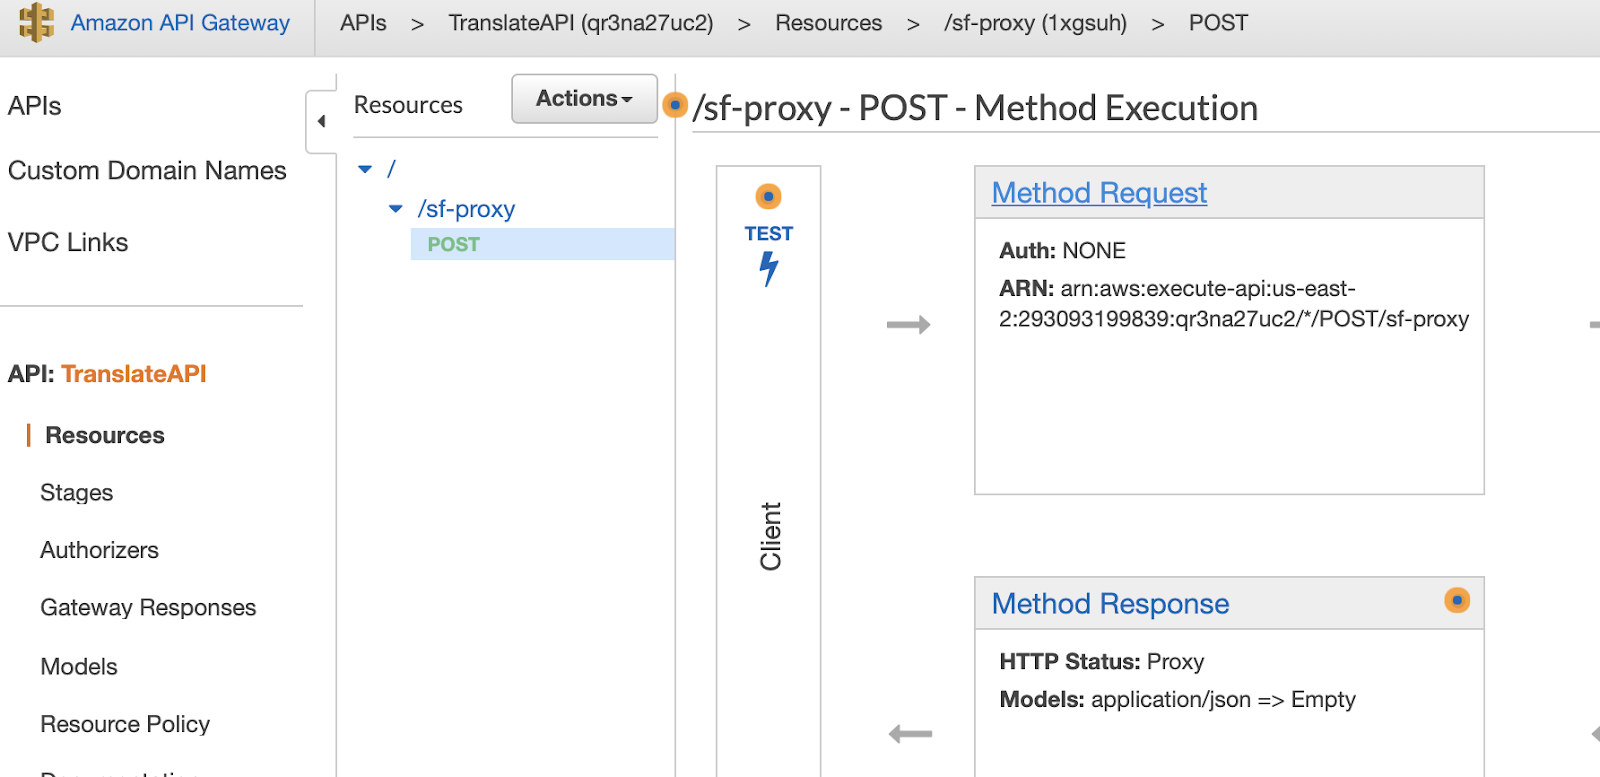 Amazon API Gateway
APIs > TranslateAPI (qr3na27uc2) > Resources > /sf-proxy (1xgsuh) > POST
APIs
Custom Domain Names
VPC Links
API: TranslateAPI
Resources
Stages
Authorizers
Gateway Responses
Models
Resource Policy
Resources
Actions
/
/sf-proxy
POST
/sf-proxy - POST - Method Execution
TEST
Client
Method Request
Auth: NONE
ARN: arn:aws:execute-api:us-east-
2:293093199839:qr3na27uc2/*/POST/sf-proxy
Method Response
HTTP Status: Proxy
Models: application/json => Empty